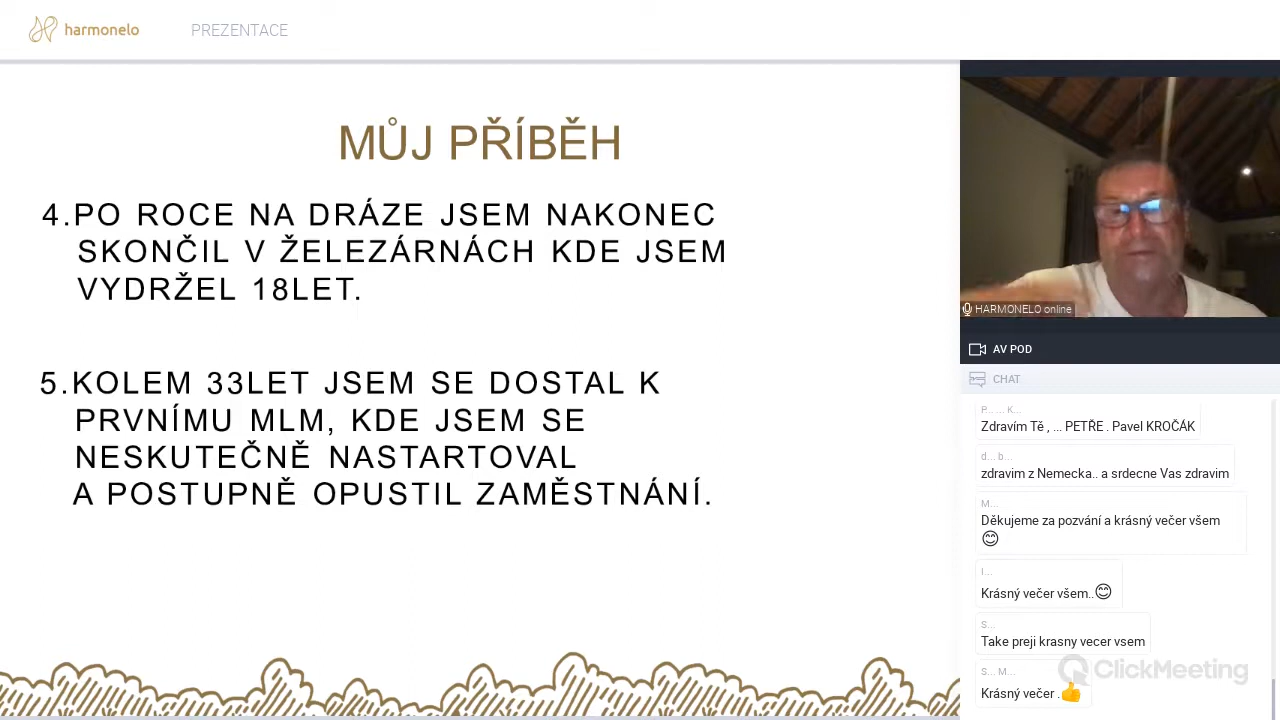 harmonelo
PREZENTACE
MŮJ PŘÍBĚH
4.PO ROCE NA DRÁZE JSEM NAKONEC
SKONČIL V ŽELEZÁRNÁCH KDE JSEM
VYDRŽEL 18LET.
5.KOLEM 33LET JSEM SE DOSTAL K
PRVNÍMU MLM, KDE JSEM SE
NESKUTEČNĚ NASTARTOVAL
A POSTUPNĚ OPUSTIL ZAMĚSTNÁNÍ.
HARMONELO online
AV POD
CHAT
P... ... K...
Zdravím Tě , ... PETŘE . Pavel KROČÁK
d... b...
zdravim z Nemecka.. a srdecne Vas zdravim
M...
Děkujeme za pozvání a krásný večer všem
😊
I...
Krásný večer všem..😊
S...
Take preji krasny vecer vsem
S... M...
Krásný večer .👍
ClickMeeting